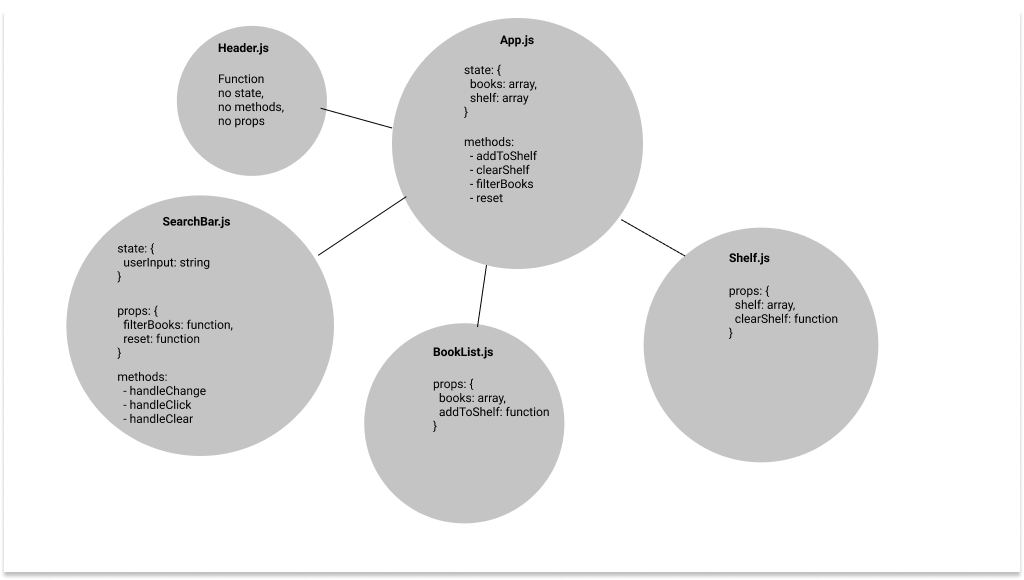 Header.js
Function
no state,
no methods,
no props
App.js
state: {
books: array,
shelf: array
}
methods:
- addToShelf
- clearShelf
- filterBooks
- reset
SearchBar.js
state: {
userInput: string
}
props: {
filterBooks: function,
reset: function
}
methods:
- handleChange
- handleClick
- handleClear
BookList.js
props: {
books: array,
addToShelf: function
}
Shelf.js
props: {
shelf: array,
clearShelf: function
}